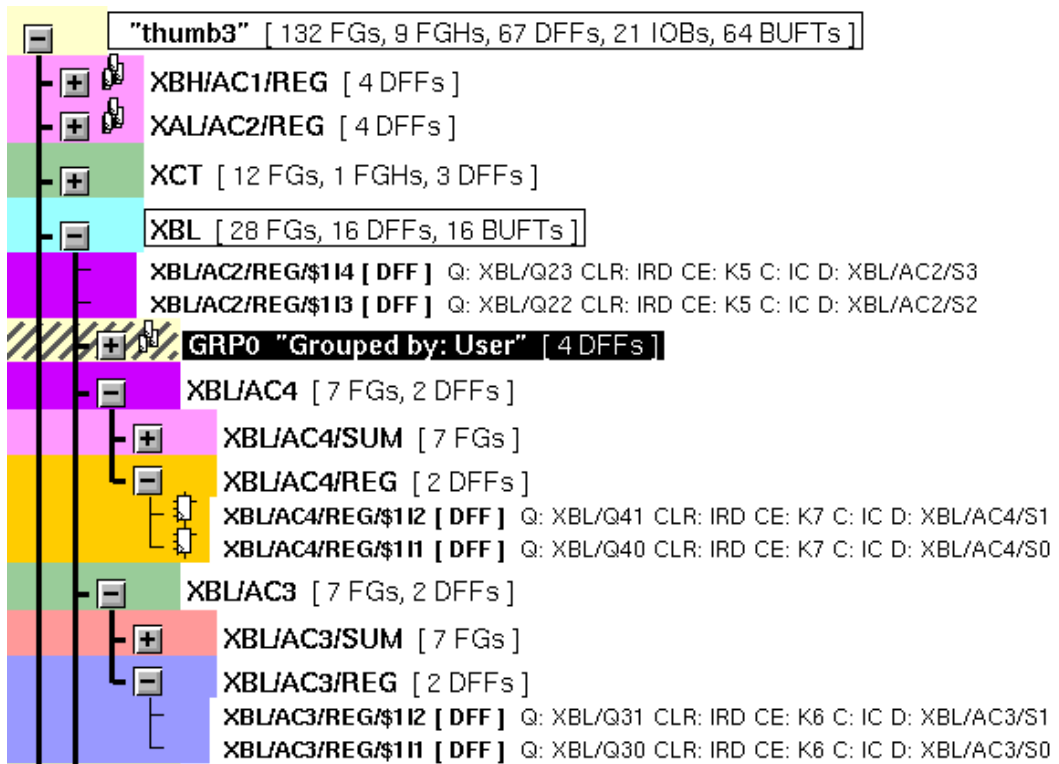 "thumb3" [ 132 FGs, 9 FGHs, 67 DFFs, 21 IOBs, 64 BUFTs ]
XBH/AC1/REG [ 4 DFFs ]
XAL/AC2/REG [ 4 DFFs ]
XCT [ 12 FGs, 1 FGHs, 3 DFFs ]
XBL [ 28 FGs, 16 DFFs, 16 BUFTs ]
XBL/AC2/REG/$1I4 [ DFF ] Q: XBL/Q23 CLR: IRD CE: K5 C: IC D: XBL/AC2/S3
XBL/AC2/REG/$1I3 [ DFF ] Q: XBL/Q22 CLR: IRD CE: K5 C: IC D: XBL/AC2/S2
GRP0 "Grouped by: User" [ 4 DFFs ]
XBL/AC4 [ 7 FGs, 2 DFFs ]
XBL/AC4/SUM [ 7 FGs ]
XBL/AC4/REG [ 2 DFFs ]
XBL/AC4/REG/$1I2 [ DFF ] Q: XBL/Q41 CLR: IRD CE: K7 C: IC D: XBL/AC4/S1
XBL/AC4/REG/$1I1 [ DFF ] Q: XBL/Q40 CLR: IRD CE: K7 C: IC D: XBL/AC4/S0
XBL/AC3 [ 7 FGs, 2 DFFs ]
XBL/AC3/SUM [ 7 FGs ]
XBL/AC3/REG [ 2 DFFs ]
XBL/AC3/REG/$1I2 [ DFF ] Q: XBL/Q31 CLR: IRD CE: K6 C: IC D: XBL/AC3/S1
XBL/AC3/REG/$1I1 [ DFF ] Q: XBL/Q30 CLR: IRD CE: K6 C: IC D: XBL/AC3/S0